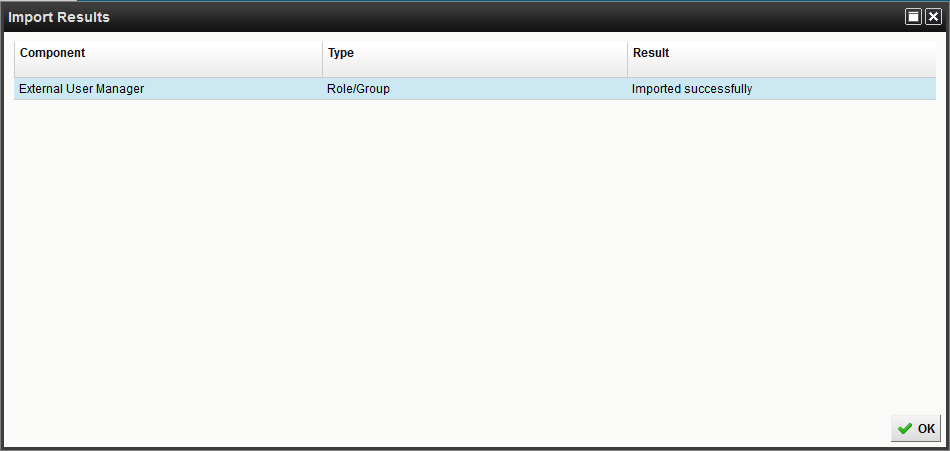 Import Results
Component Type Result
External User Manager Role/Group Imported successfully
OK